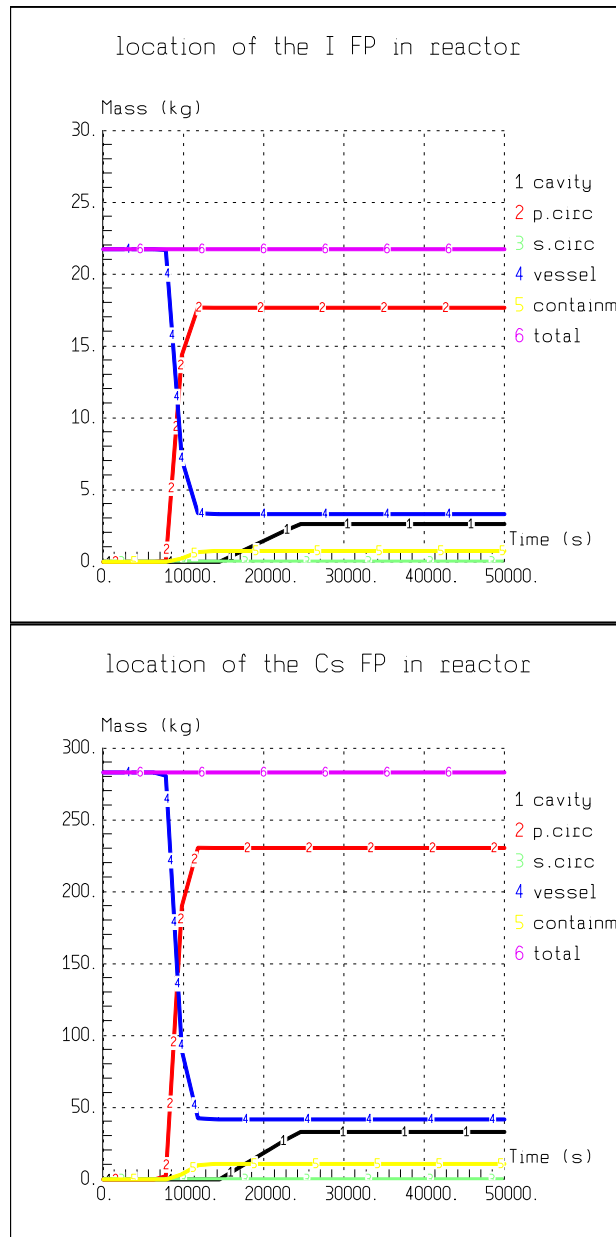 location of the I FP in reactor
Mass (kg)
30.
25.
20.
15.
10.
5.
0.
0. 10000. 20000. 30000. 40000. 50000.
Time (s)
1 cavity
2 p.circ
3 s.circ
4 vessel
5 containm
6 total
location of the Cs FP in reactor
Mass (kg)
300.
250.
200.
150.
100.
50.
0.
0. 10000. 20000. 30000. 40000. 50000.
Time (s)
1 cavity
2 p.circ
3 s.circ
4 vessel
5 containm
6 total